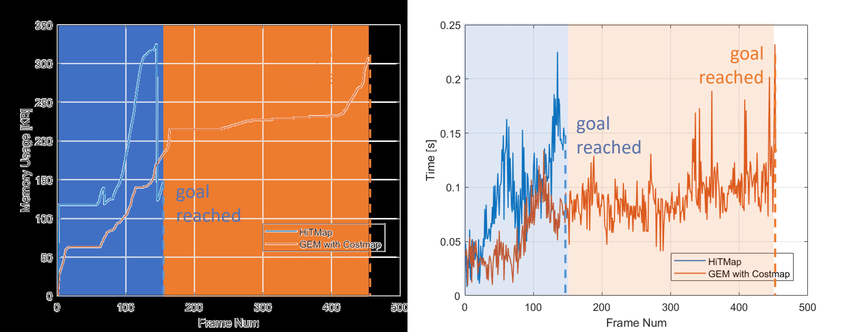 350
300
250
200
150
100
50
0
Memory Usage [KB]
goal
reached
HiTMap
GEM with Costmap
0
100
200
300
400
500
Frame Num
0.25
0.2
0.15
0.1
0.05
0
Time [s]
goal
reached
goal
reached
HiTMap
GEM with Costmap
0
100
200
300
400
500
Frame Num